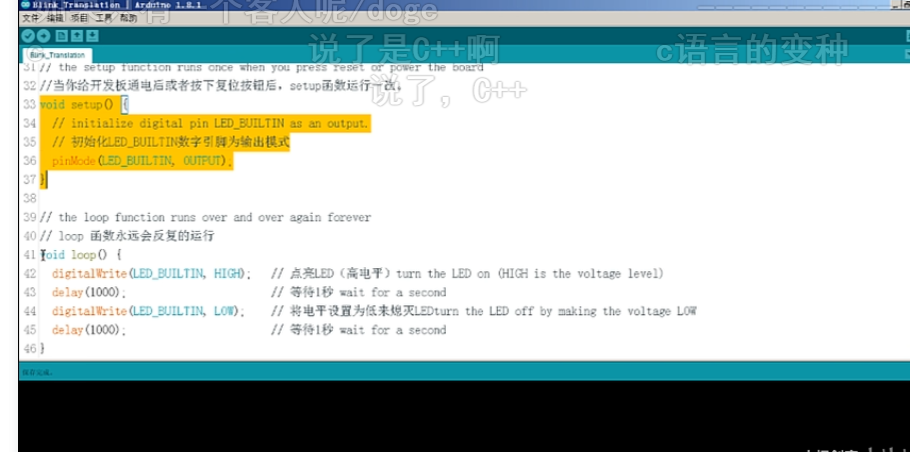 Blink_Translation | Arduino 1.8.1
文件 编辑 项目 工具 帮助
有一个客人呢/doge
说了是C++啊
c语言的变种
说了，C++
Blink_Translation
31 // the setup function runs once when you press reset or power the board
32 //当你给开发板通电后或者按下复位按钮后，setup函数运行一次。
33 void setup() {
34 // initialize digital pin LED_BUILTIN as an output.
35 // 初始化LED_BUILTIN数字引脚为输出模式
36 pinMode(LED_BUILTIN, OUTPUT);
37 }
38
39 // the loop function runs over and over again forever
40 // loop 函数永远会反复的运行
41 void loop() {
42 digitalWrite(LED_BUILTIN, HIGH); // 点亮LED（高电平）turn the LED on (HIGH is the voltage level)
43 delay(1000); // 等待1秒 wait for a second
44 digitalWrite(LED_BUILTIN, LOW); // 将电平设置为低来熄灭LEDturn the LED off by making the voltage LOW
45 delay(1000); // 等待1秒 wait for a second
46 }
保存完成。